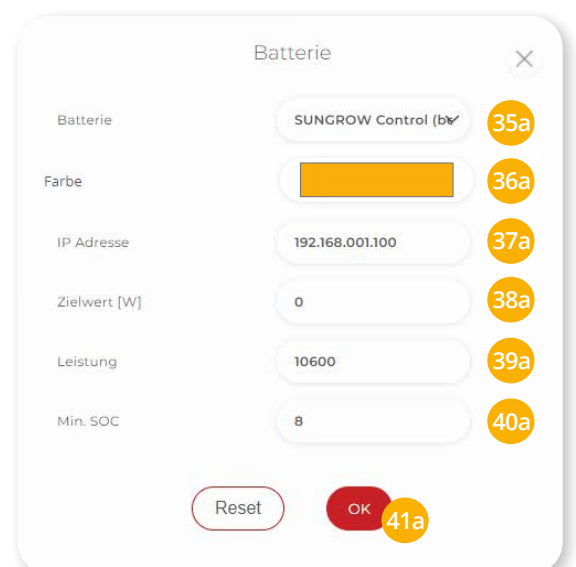 Batterie
Batterie SUNGROW Control (be 35a
Farbe 36a
IP Adresse 192.168.001.100 37a
Zielwert [W] 0 38a
Leistung 10600 39a
Min. SOC 8 40a
Reset OK 41a